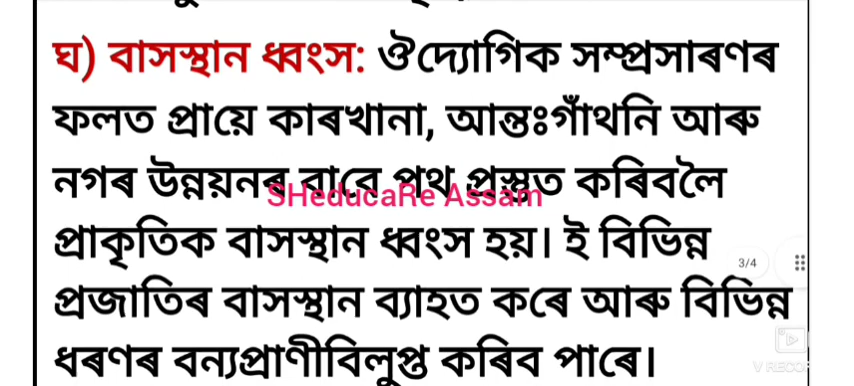 ঘ) বাসস্থান ধ্বংস: ঔদ্যোগিক সম্প্ৰসাৰণৰ
ফলত প্ৰায়ে কাৰখানা, আন্তঃগাঁথনি আৰু
নগৰ উন্নয়নৰ বাবে পথ প্ৰস্তুত কৰিবলৈ
SHeducaRe Assam
প্ৰাকৃতিক বাসস্থান ধ্বংস হয়। ই বিভিন্ন
3/4
প্ৰজাতিৰ বাসস্থান ব্যাহত কৰে আৰু বিভিন্ন
ধৰণৰ বন্যপ্ৰাণীবিলুপ্ত কৰিব পাৰে।
V RECO